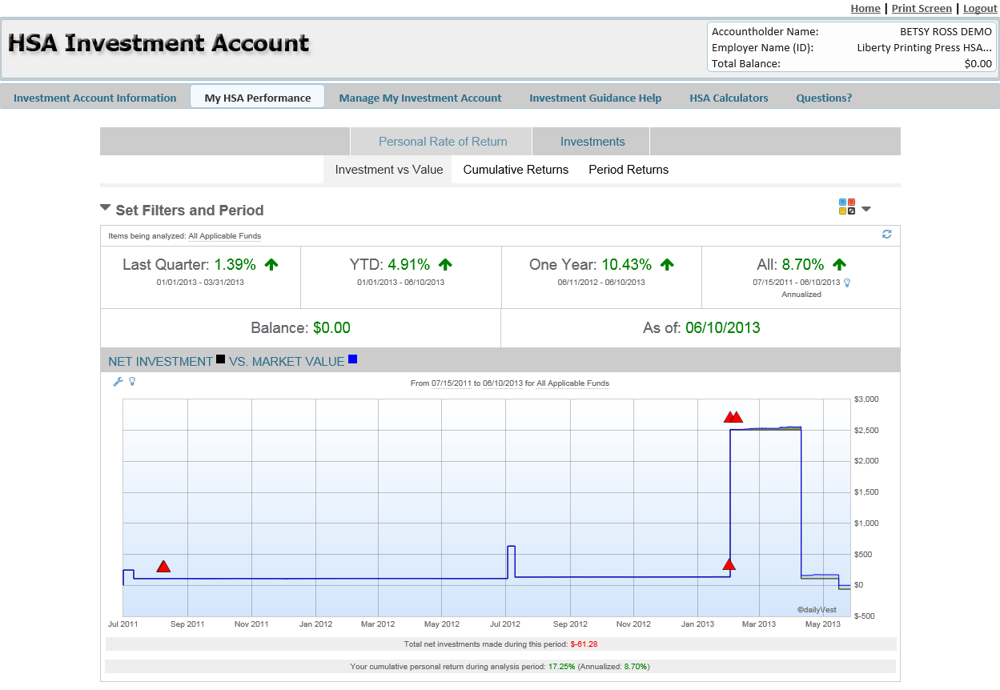 Home | Print Screen | Logout
HSA Investment Account
Accountholder Name: BETSY ROSS DEMO
Employer Name (ID): Liberty Printing Press HSA...
Total Balance: $0.00
Investment Account Information My HSA Performance Manage My Investment Account Investment Guidance Help HSA Calculators Questions?
Personal Rate of Return Investments
Investment vs Value Cumulative Returns Period Returns
Set Filters and Period
Items being analyzed: All Applicable Funds
Last Quarter: 1.39% YTD: 4.91% One Year: 10.43% All: 8.70%
01/01/2013 - 03/31/2013 01/01/2013 - 06/10/2013 06/11/2012 - 06/10/2013 07/15/2011 - 06/10/2013
Annualized
Balance: $0.00 As of: 06/10/2013
NET INVESTMENT VS. MARKET VALUE
From 07/15/2011 to 06/10/2013 for All Applicable Funds
$3,000
$2,500
$2,000
$1,500
$1,000
$500
$0
©dailyVest
$-500
Jul 2011 Sep 2011 Nov 2011 Jan 2012 Mar 2012 May 2012 Jul 2012 Sep 2012 Nov 2012 Jan 2013 Mar 2013 May 2013
Total net investments made during this period: $-61.28
Your cumulative personal return during analysis period: 17.25% (Annualized: 8.70%)